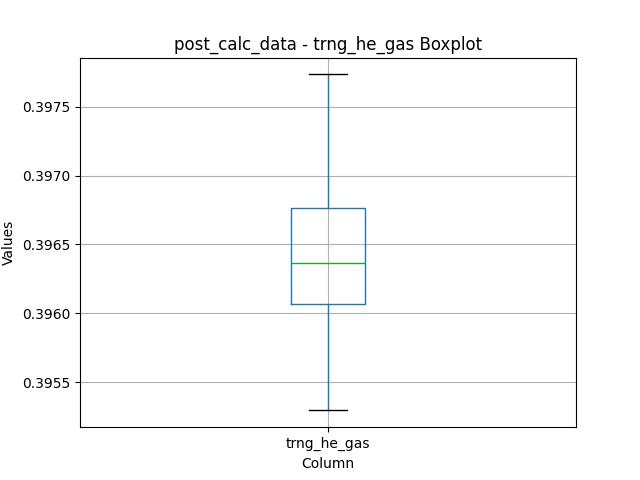 post_calc_data - trng_he_gas Boxplot
0.3975
0.3970
0.3965
0.3960
0.3955
Values
trng_he_gas
Column